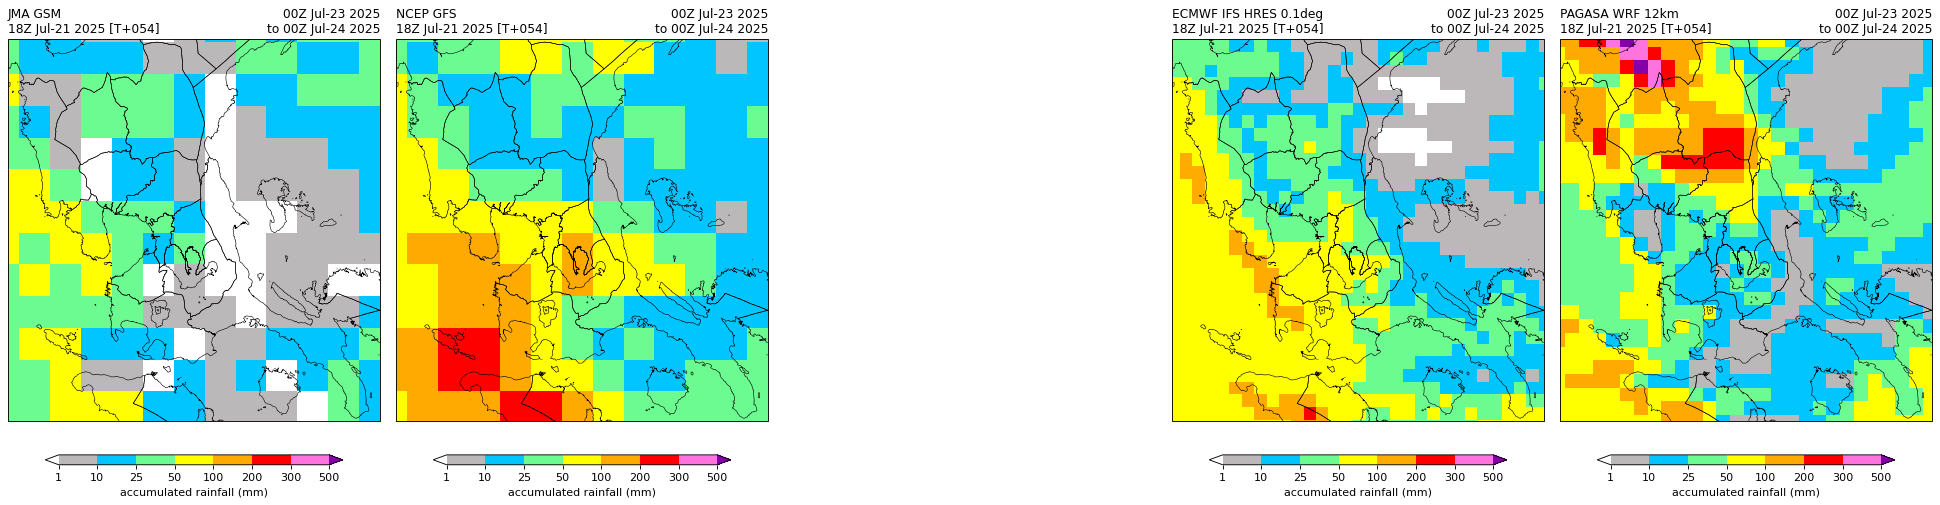 JMA GSM
00Z Jul-23 2025
18Z Jul-21 2025 [T+054]
to 00Z Jul-24 2025
NCEP GFS
00Z Jul-23 2025
18Z Jul-21 2025 [T+054]
to 00Z Jul-24 2025
ECMWF IFS HRES 0.1deg
00Z Jul-23 2025
18Z Jul-21 2025 [T+054]
to 00Z Jul-24 2025
PAGASA WRF 12km
00Z Jul-23 2025
18Z Jul-21 2025 [T+054]
to 00Z Jul-24 2025
1 10 25 50 100 200 300 500
accumulated rainfall (mm)
1 10 25 50 100 200 300 500
accumulated rainfall (mm)
1 10 25 50 100 200 300 500
accumulated rainfall (mm)
1 10 25 50 100 200 300 500
accumulated rainfall (mm)